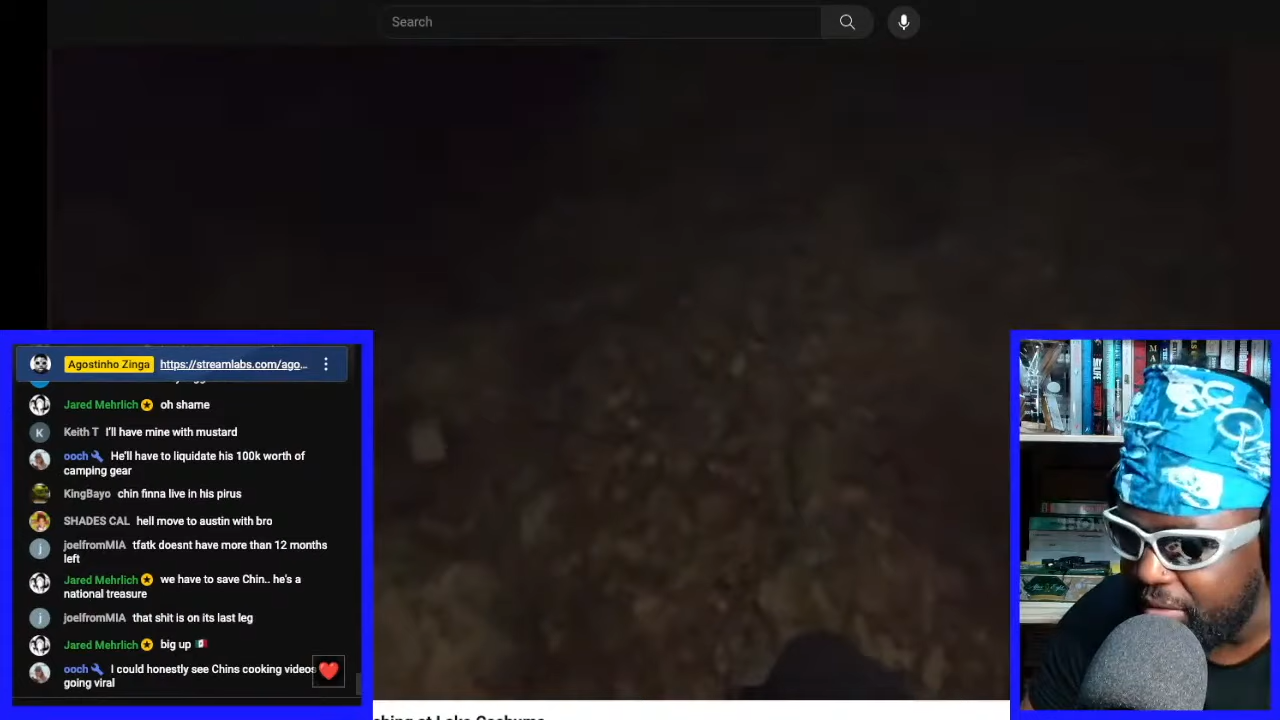 Search
Agostinho Zinga https://streamlabs.com/ago...
Jared Mehrlich oh shame
Keith T I'll have mine with mustard
ooch He'll have to liquidate his 100k worth of
camping gear
KingBayo chin finna live in his pirus
SHADES CAL hell move to austin with bro
joelfromMIA tfatk doesnt have more than 12 months
left
Jared Mehrlich we have to save Chin.. he's a
national treasure
joelfromMIA that shit is on its last leg
Jared Mehrlich big up 🇲🇽
ooch I could honestly see Chins cooking videos
going viral